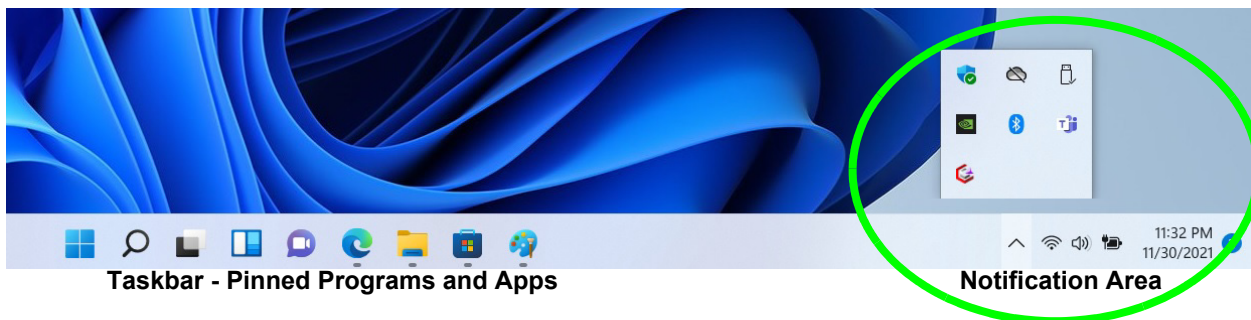 11:32 PM
11/30/2021
Taskbar - Pinned Programs and Apps
Notification Area